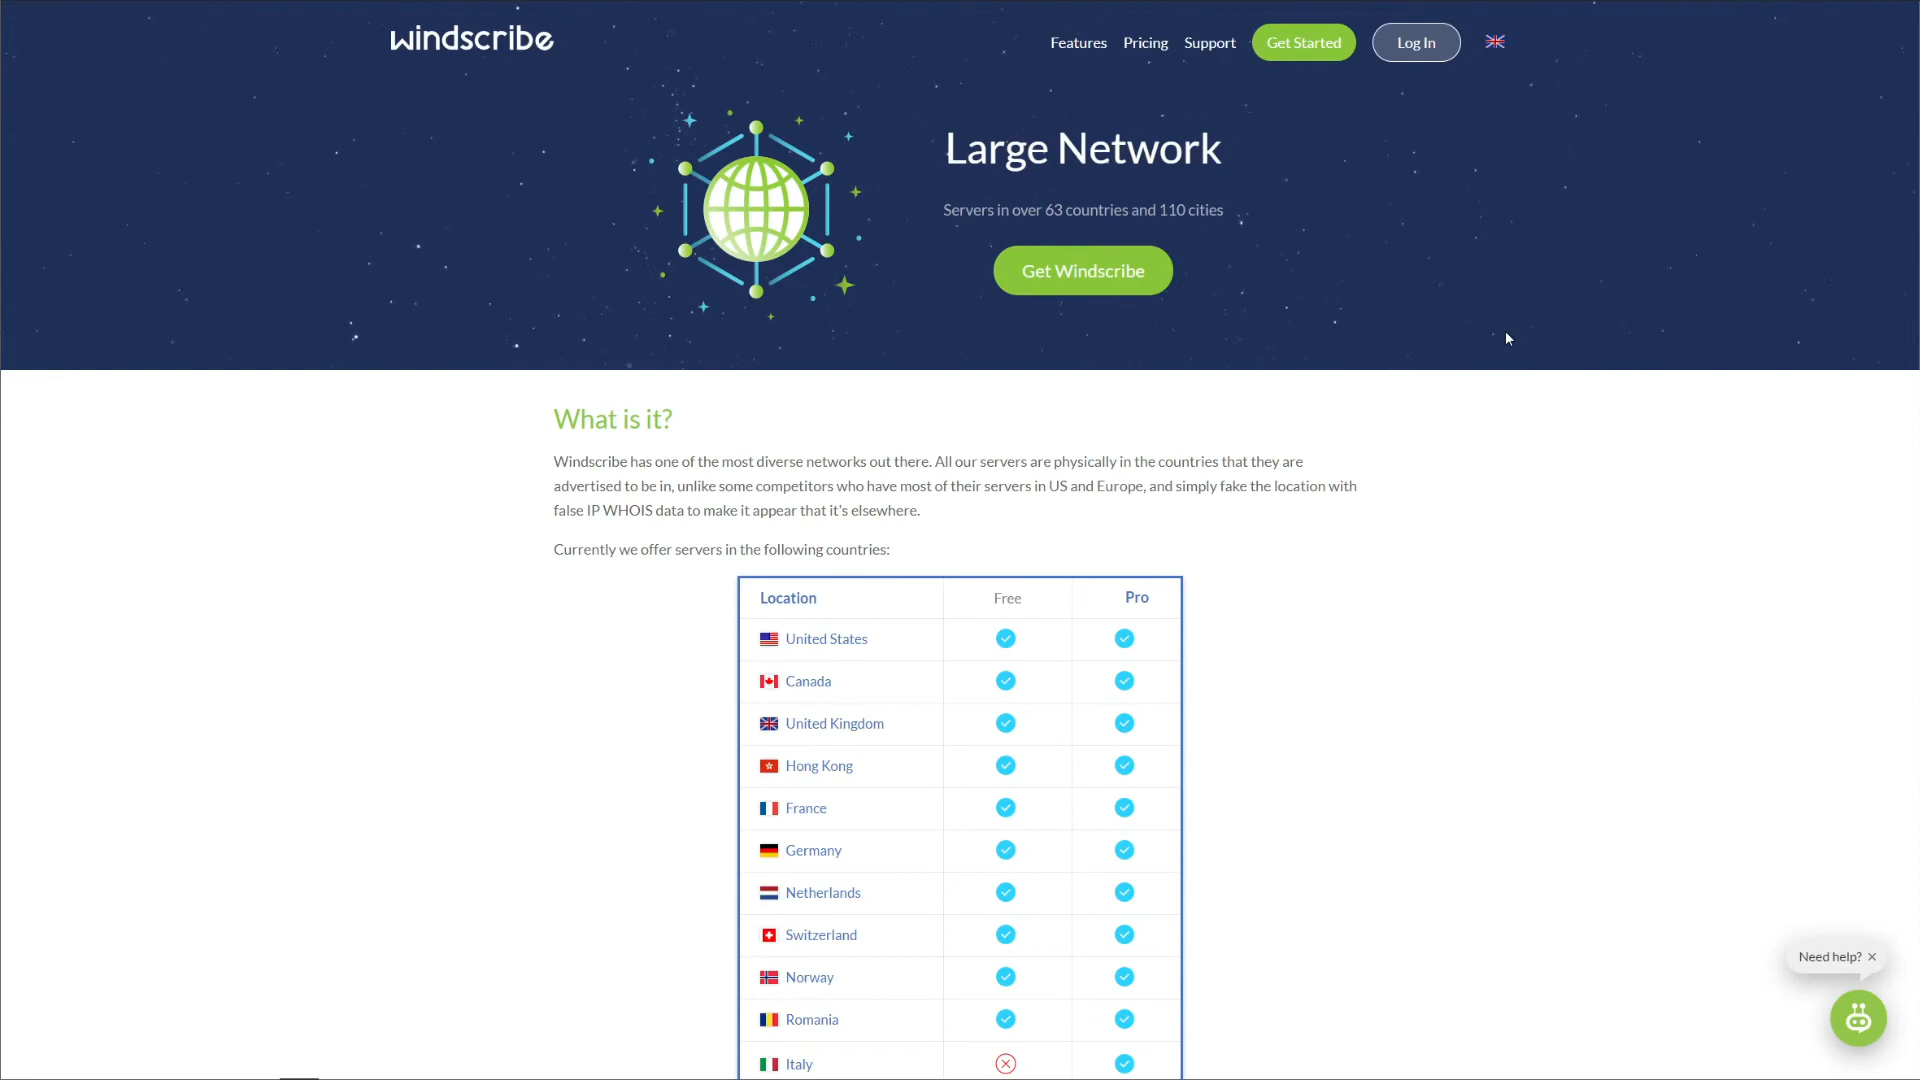 windscribe
Features Pricing Support Get Started Log In
Large Network
Servers in over 63 countries and 110 cities
Get Windscribe
What is it?
Windscribe has one of the most diverse networks out there. All our servers are physically in the countries that they are
advertised to be in, unlike some competitors who have most of their servers in US and Europe, and simply fake the location with
false IP WHOIS data to make it appear that it's elsewhere.
Currently we offer servers in the following countries:
Location Free Pro
United States
Canada
United Kingdom
Hong Kong
France
Germany
Netherlands
Switzerland
Norway
Romania
Italy
Need help? ×